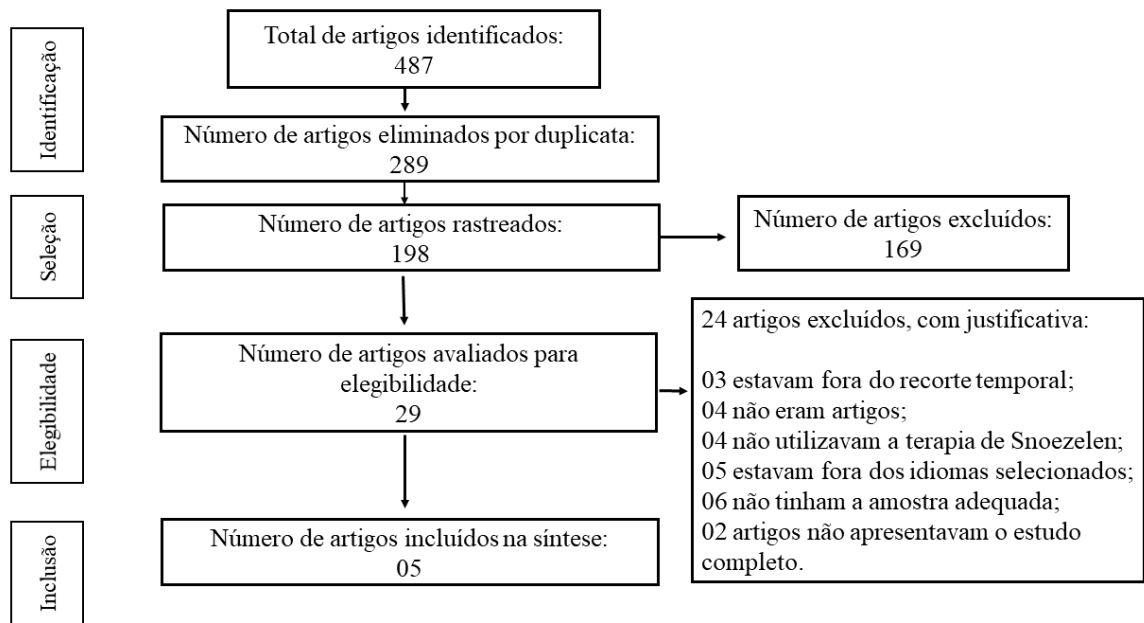 Identificação
Total de artigos identificados:
487
Número de artigos eliminados por duplicata:
289
Seleção
Número de artigos rastreados:
198
Número de artigos excluídos:
169
Elegibilidade
Número de artigos avaliados para
elegibilidade:
29
24 artigos excluídos, com justificativa:
03 estavam fora do recorte temporal;
04 não eram artigos;
04 não utilizavam a terapia de Snoezelen;
05 estavam fora dos idiomas selecionados;
06 não tinham a amostra adequada;
02 artigos não apresentavam o estudo
completo.
Inclusão
Número de artigos incluídos na síntese:
05